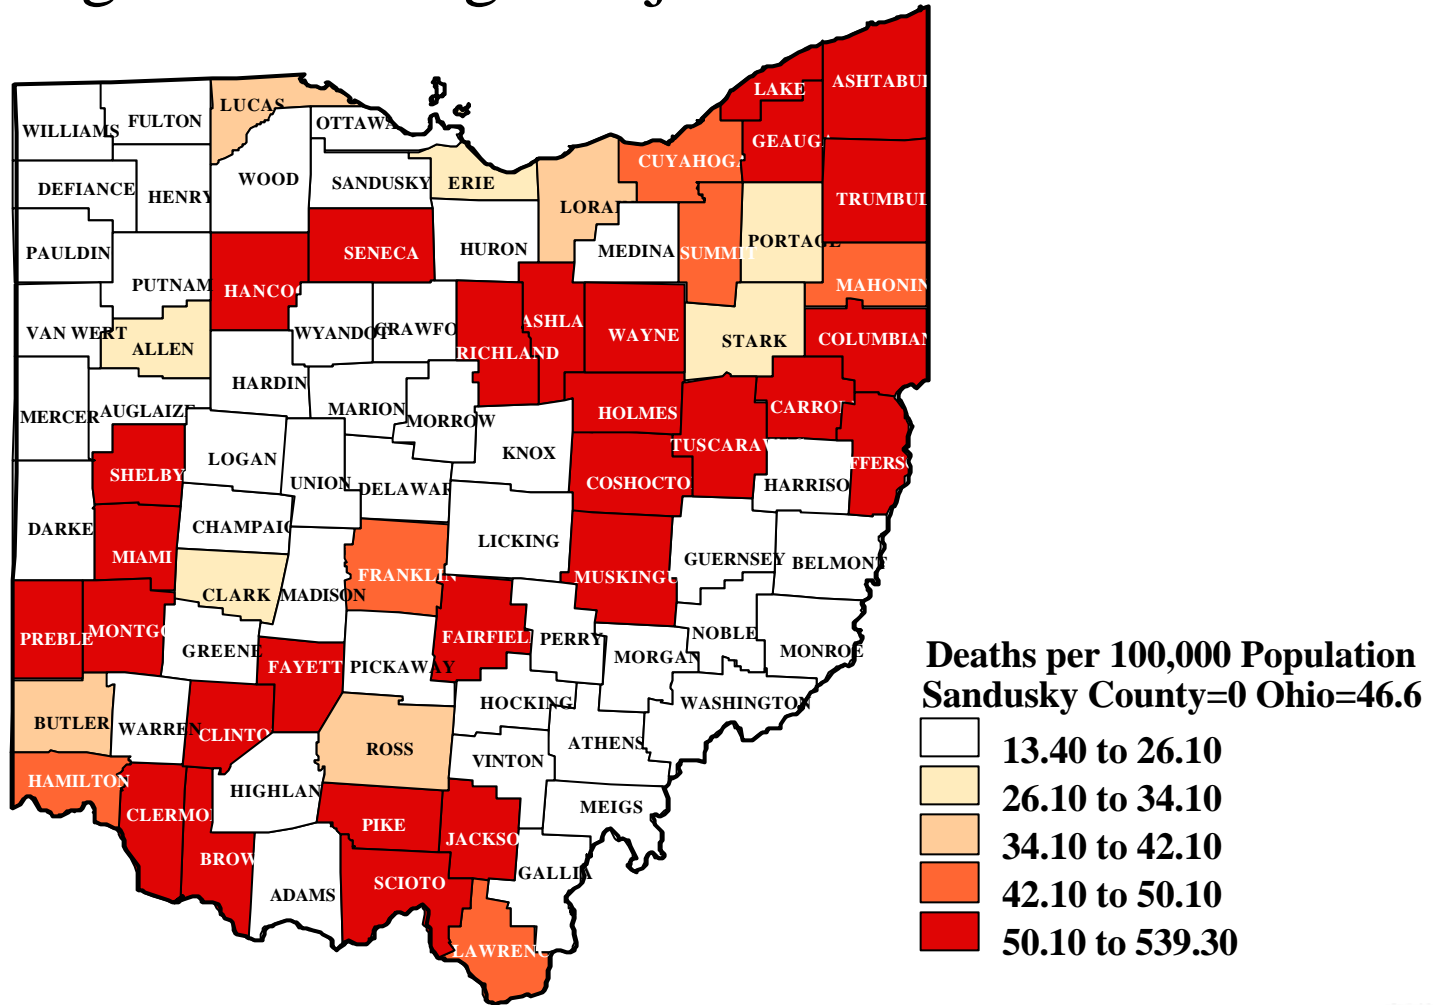 LAKE
ASHTABU
LUCAS
WILLIAMS
FULTON
OTTAWA
GEAUG
CUYAHOGA
DEFIANCE
HENRY
WOOD
SANDUSKY
ERIE
LORAI
TRUMBUL
PAULDIN
SENECA
HURON
MEDINA
SUMMIT
PORTAGE
PUTNAM
HANCO
MAHONIN
VAN WERT
ALLEN
WYANDOT
CRAWFO
RICHLAND
ASHLA
WAYNE
STARK
COLUMBIAN
HARDIN
MERCER
AUGLAIZE
MARION
MORROW
HOLMES
CARRO
TUSCARAW
SHELBY
LOGAN
UNION
DELAWAR
KNOX
COSHOCTO
HARRISO
FFERS
DARKE
CHAMPAIG
LICKING
MIAMI
GUERNSEY
BELMONT
CLARK
MADISON
FRANKLIN
MUSKINGU
PREBLE
MONTGO
GREENE
FAYETT
PICKAWAY
FAIRFIEL
PERRY
MORGAN
NOBLE
MONROE
BUTLER
WARREN
CLINTO
ROSS
HOCKING
WASHINGTON
ATHENS
VINTON
HAMILTON
CLERMO
HIGHLAN
PIKE
JACKSO
MEIGS
BROW
ADAMS
SCIOTO
GALLIA
LAWRENC
Deaths per 100,000 Population
Sandusky County=0 Ohio=46.6
13.40 to 26.10
26.10 to 34.10
34.10 to 42.10
42.10 to 50.10
50.10 to 539.30